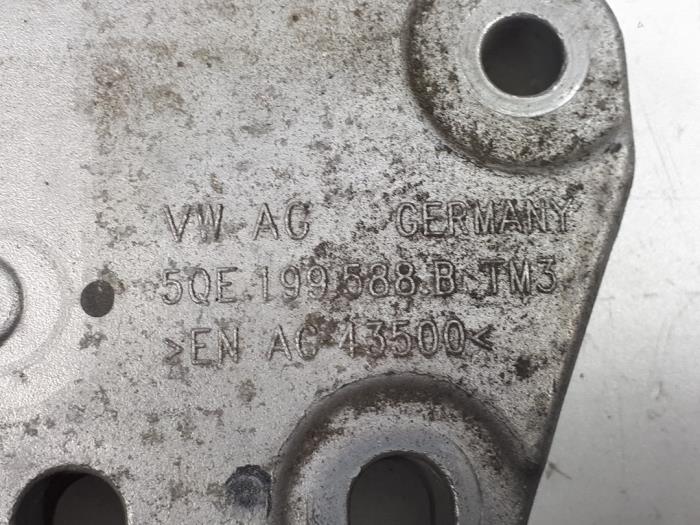 VW AG GERMANY
5QE.199.588.B TM3
>EN AC 43500<